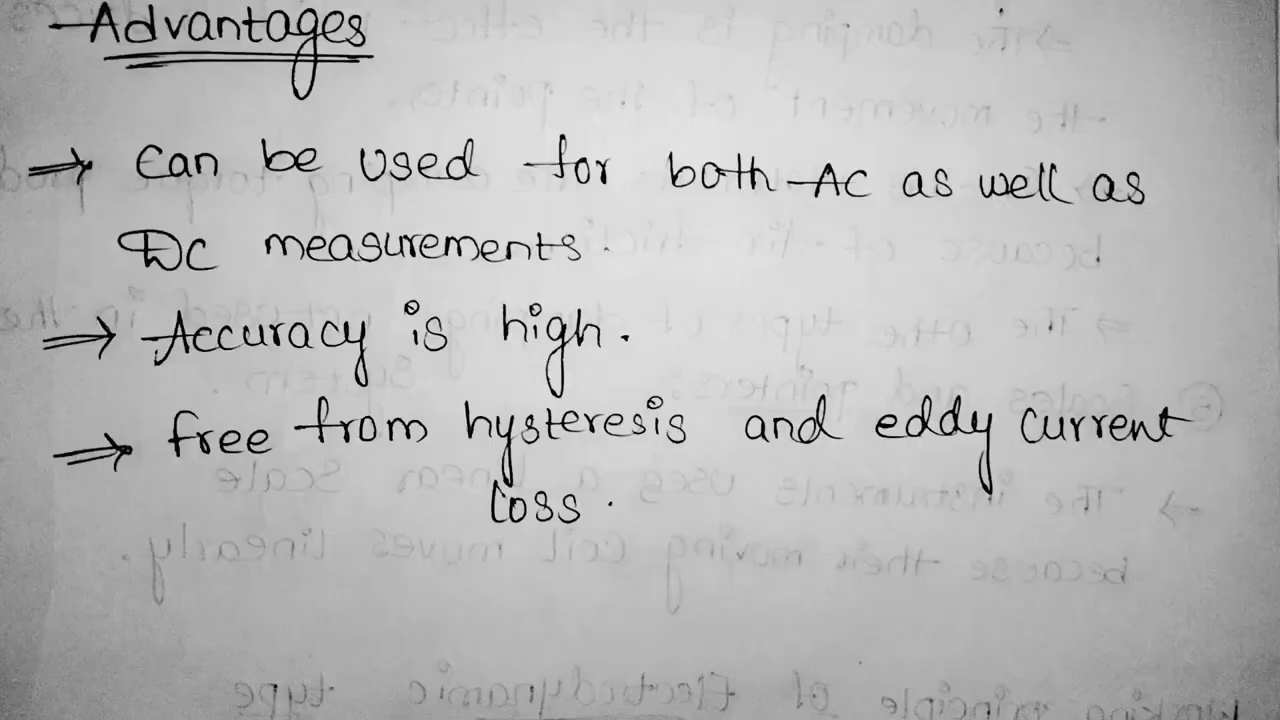 Advantages
⇒ Can be used for both AC as well as
DC measurements.
⇒ Accuracy is high.
⇒ free from hysteresis and eddy current
loss.